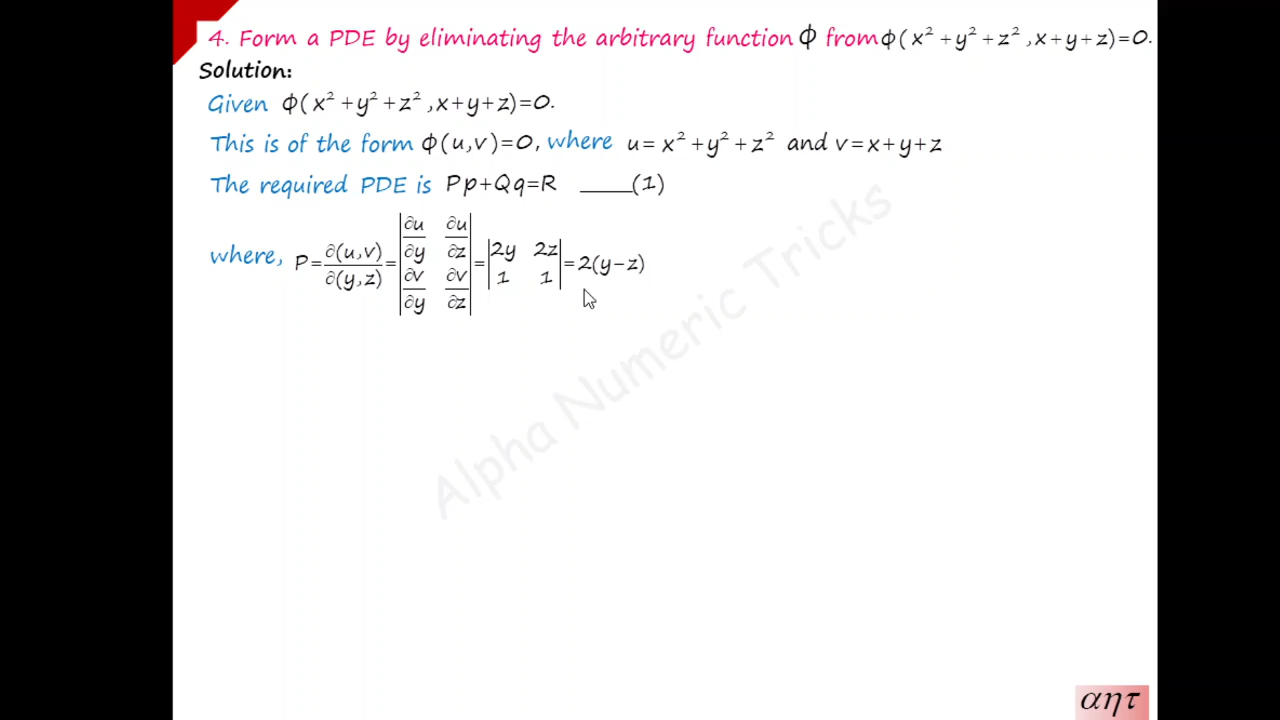 4. Form a PDE by eliminating the arbitrary function ϕ from ϕ(x² + y² + z², x + y + z) = 0.
Solution:
Given ϕ(x² + y² + z², x + y + z) = 0.
This is of the form ϕ(u, v) = 0, where u = x² + y² + z² and v = x + y + z
The required PDE is Pp + Qq = R ____(1)
where, P = ∂(u,v)/∂(y,z) = |∂u/∂y ∂u/∂z; ∂v/∂y ∂v/∂z| = |2y 2z; 1 1| = 2(y − z)
Alpha Numeric Tricks
αητ